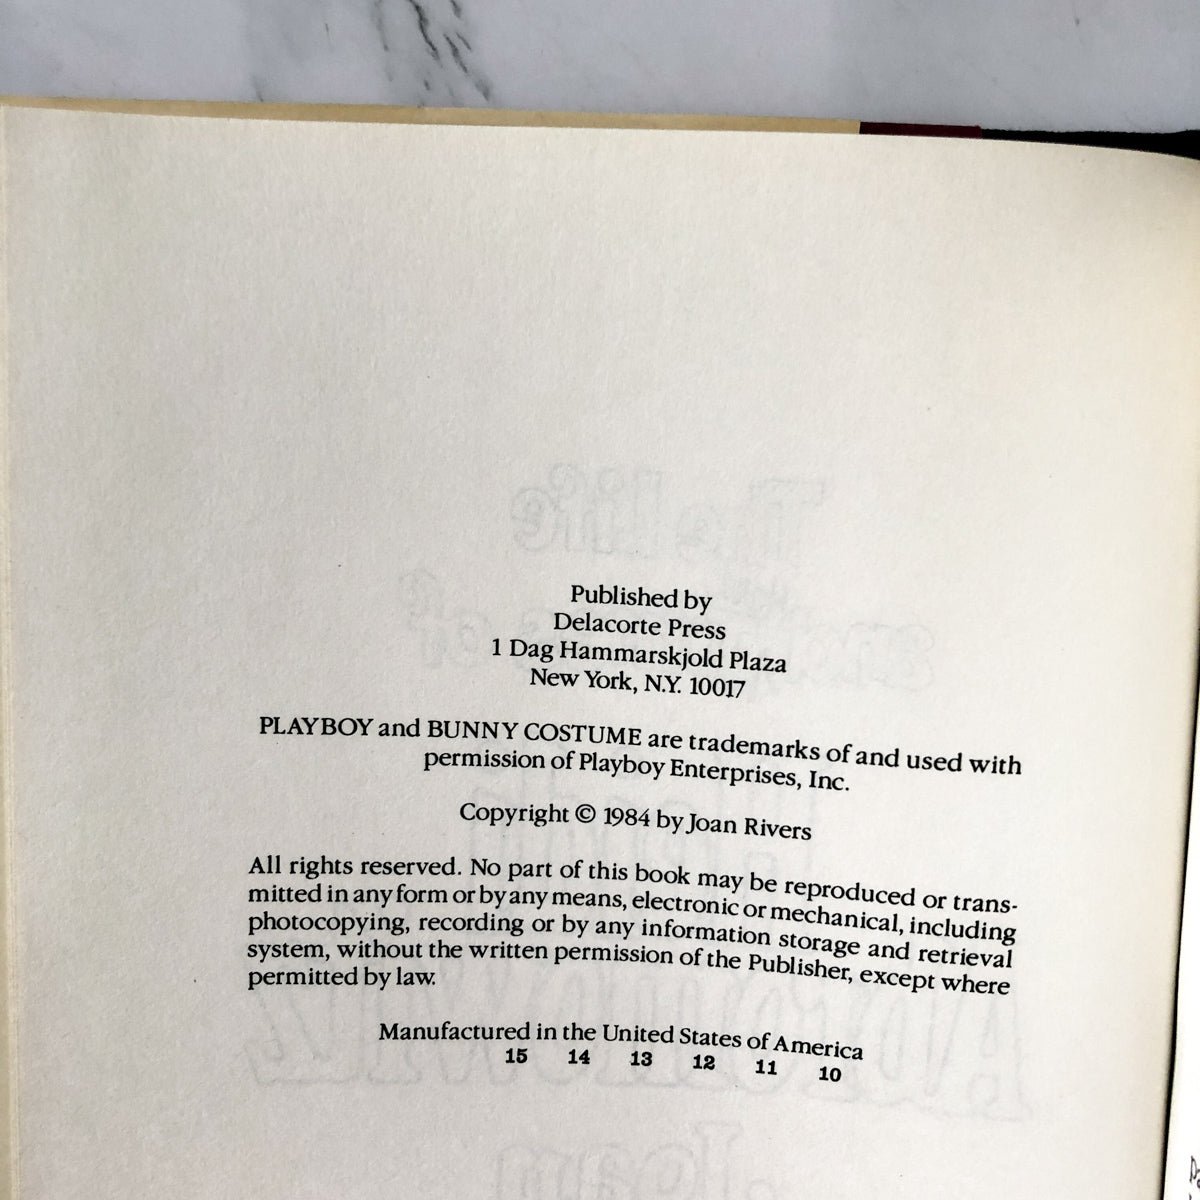 Published by
Delacorte Press
1 Dag Hammarskjold Plaza
New York, N.Y. 10017
PLAYBOY and BUNNY COSTUME are trademarks of and used with
permission of Playboy Enterprises, Inc.
Copyright © 1984 by Joan Rivers
All rights reserved. No part of this book may be reproduced or trans-
mitted in any form or by any means, electronic or mechanical, including
photocopying, recording or by any information storage and retrieval
system, without the written permission of the Publisher, except where
permitted by law.
Manufactured in the United States of America
15 14 13 12 11 10